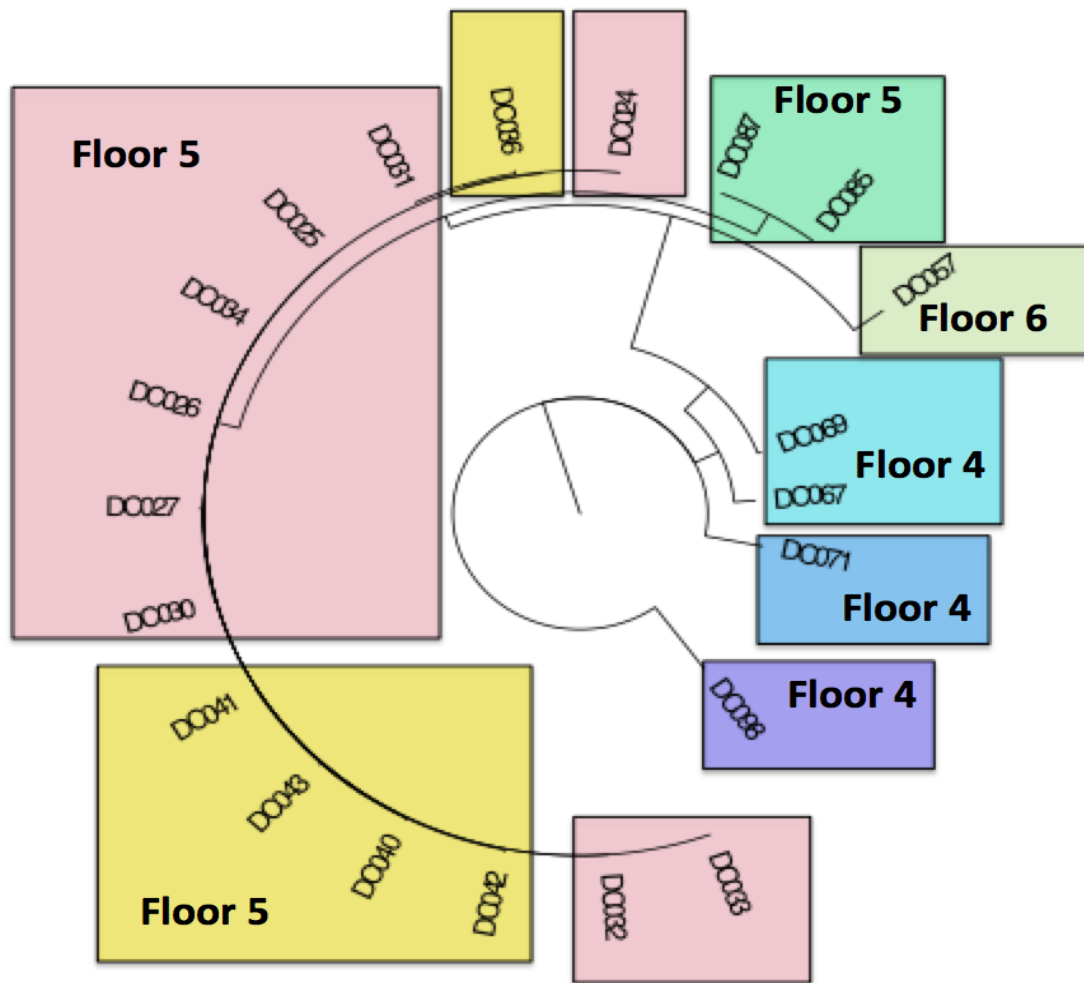 DC036
DC024
Floor 5
DC087
DC085
Floor 5
DC031
DC025
DC034
DC026
DC027
DC030
DC057
Floor 6
DC069
Floor 4
DC067
DC071
Floor 4
Floor 4
DC098
DC041
DC043
DC040
DC042
Floor 5
DC032
DC033